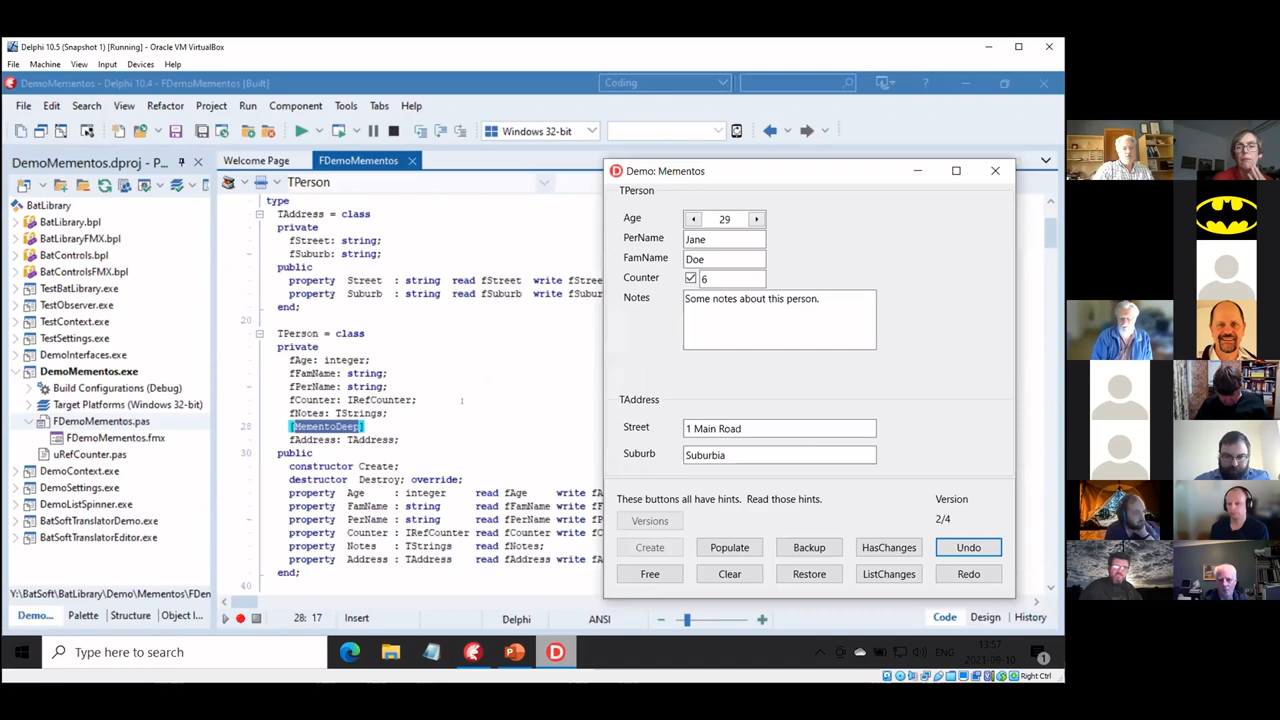 Delphi 10.5 (Snapshot 1) [Running] - Oracle VM VirtualBox
File Machine View Input Devices Help
DemoMementos - Delphi 10.4 - FDemoMementos [Built]
Coding
?
File Edit Search View Refactor Project Run Component Tools Tabs Help
Windows 32-bit
DemoMementos.dproj - P...
Welcome Page
FDemoMementos
TPerson
BatLibrary
BatLibrary.bpl
BatLibraryFMX.bpl
BatControls.bpl
BatControlsFMX.bpl
TestBatLibrary.exe
TestObserver.exe
TestContext.exe
TestSettings.exe
DemoInterfaces.exe
DemoMementos.exe
Build Configurations (Debug)
Target Platforms (Windows 32-bit)
FDemoMementos.pas
FDemoMementos.fmx
uRefCounter.pas
DemoContext.exe
DemoSettings.exe
DemoListSpinner.exe
BatSoftTranslatorDemo.exe
BatSoftTranslatorEditor.exe
Y:\BatSoft\BatLibrary\Demo\Mementos\FDen
Demo... Palette Structure Object I...
type
TAddress = class
private
fStreet: string;
fSuburb: string;
public
property Street : string read fStreet write fStree
property Suburb : string read fSuburb write fSubur
end;
20
TPerson = class
private
fAge: integer;
fFamName: string;
fPerName: string;
fCounter: IRefCounter;
fNotes: TStrings;
28 [MementoDeep]
fAddress: TAddress;
30 public
constructor Create;
destructor Destroy; override;
property Age : integer read fAge write fA
property FamName : string read fFamName write fF
property PerName : string read fPerName write fP
property Counter : IRefCounter read fCounter write fC
property Notes : TStrings read fNotes;
property Address : TAddress read fAddress write fA
end;
40
28: 17 Insert Delphi ANSI
Code Design History
Demo: Mementos
TPerson
Age 29
PerName Jane
FamName Doe
Counter 6
Notes Some notes about this person.
TAddress
Street 1 Main Road
Suburb Suburbia
These buttons all have hints. Read those hints. Version
2/4
Versions
Create Populate Backup HasChanges Undo
Free Clear Restore ListChanges Redo
Type here to search
ENG
13:57
2021-09-10
1
Right Ctrl